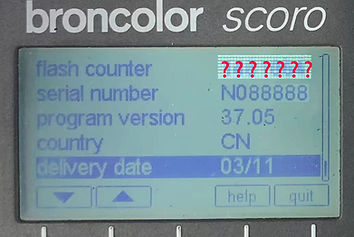 broncolor scoro
flash counter ???????
serial number N088888
program version 37.05
country CN
delivery date 03/11
help quit